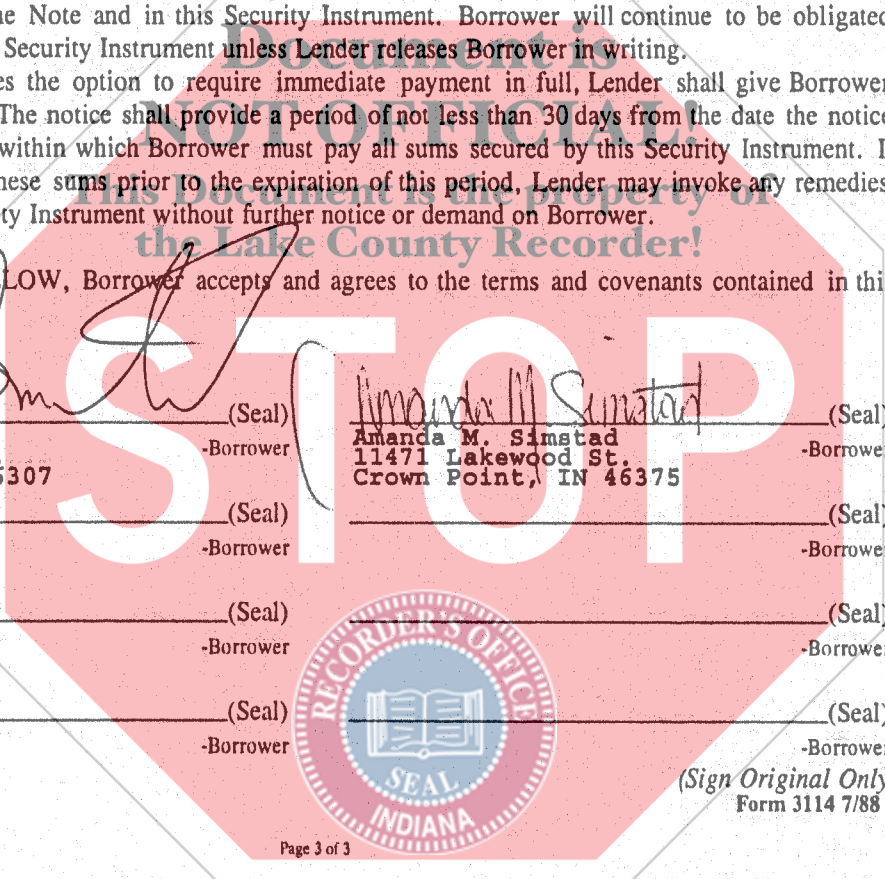 he Note and in this Security Instrument. Borrower will continue to be obligated
Security Instrument unless Lender releases Borrower in writing.
es the option to require immediate payment in full, Lender shall give Borrower
The notice shall provide a period of not less than 30 days from the date the notice
within which Borrower must pay all sums secured by this Security Instrument. I
hese sums prior to the expiration of this period, Lender may invoke any remedies
ty Instrument without further notice or demand on Borrower.
LOW, Borrower accepts and agrees to the terms and covenants contained in thi
Document is
NOT OFFICIAL!
This Document is the property of
the Lake County Recorder!
STOP
Amanda M Simstad
(Seal) (Seal)
-Borrower Amanda M. Simstad -Borrower
11471 Lakewood St.
5307 Crown Point, IN 46375
(Seal) (Seal)
-Borrower -Borrower
(Seal) (Seal)
-Borrower -Borrower
(Seal) (Seal)
-Borrower -Borrower
RECORDER'S OFFICE
SEAL
INDIANA
(Sign Original Only
Form 3114 7/88
Page 3 of 3